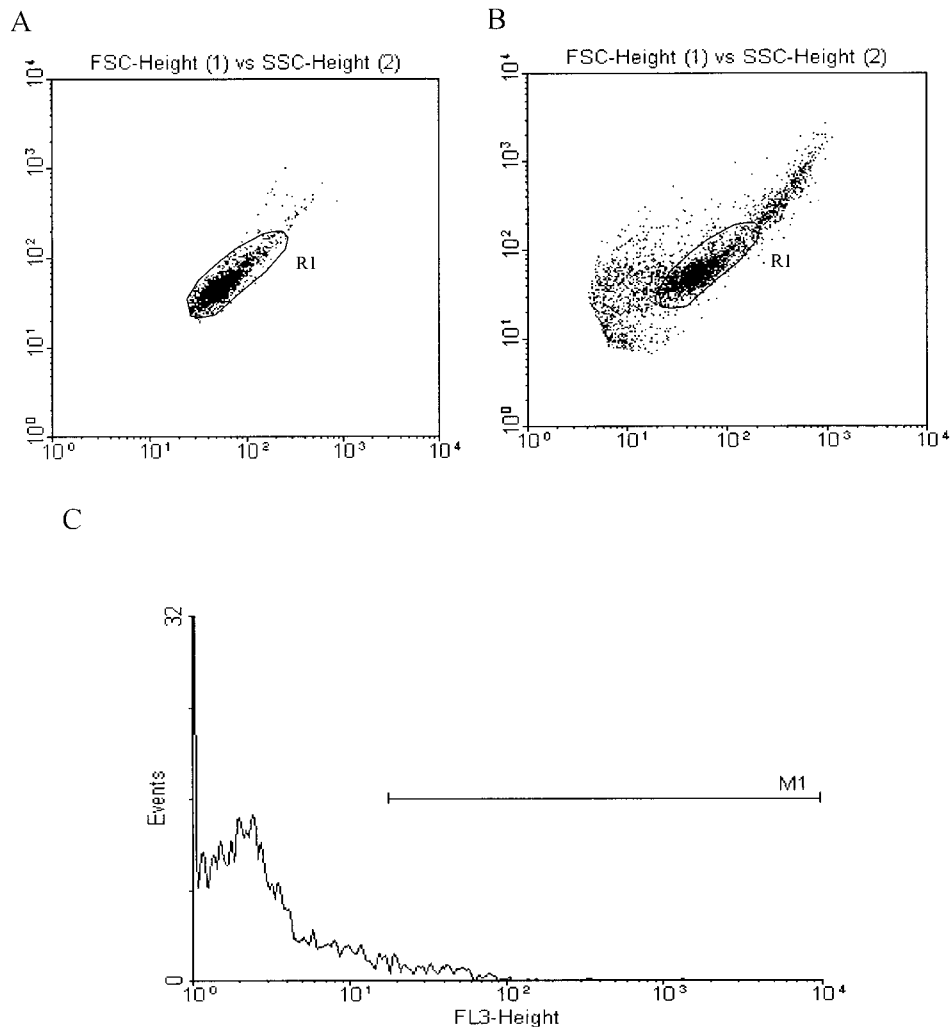 A
B
FSC-Height (1) vs SSC-Height (2)
FSC-Height (1) vs SSC-Height (2)
10⁴
10³
10²
10¹
10⁰
R1
10⁰ 10¹ 10² 10³ 10⁴
10⁴
10³
10²
10¹
10⁰
R1
10⁰ 10¹ 10² 10³ 10⁴
C
32
Events
0
M1
10⁰ 10¹ 10² 10³ 10⁴
FL3-Height